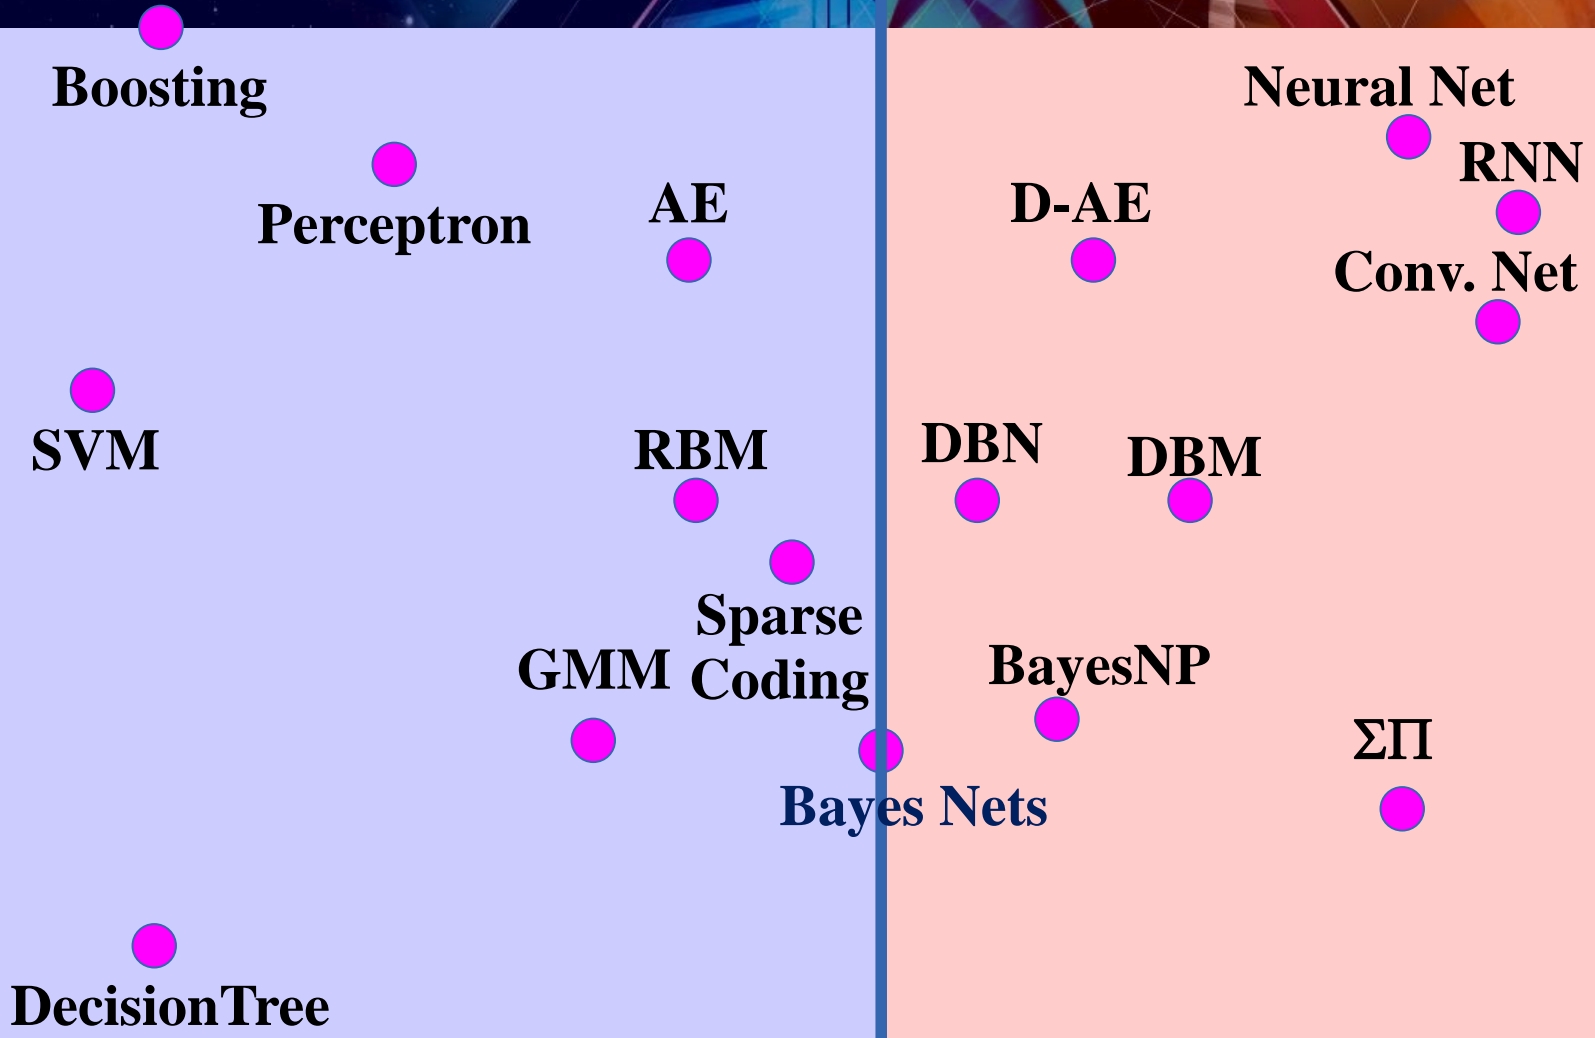 Boosting
Neural Net
RNN
Perceptron
AE
D-AE
Conv. Net
SVM
RBM
DBN
DBM
Sparse
Coding
GMM
BayesNP
ΣΠ
Bayes Nets
DecisionTree